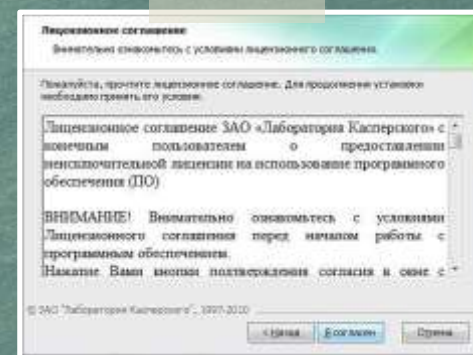 Лицензионное соглашение
Внимательно ознакомьтесь с условиями лицензионного соглашения.
Пожалуйста, прочтите лицензионное соглашение. Для продолжения установки
необходимо принять его условия.
Лицензионное соглашение ЗАО «Лаборатория Касперского» с
конечным пользователем о предоставлении
неисключительной лицензии на использование программного
обеспечения (ПО)
ВНИМАНИЕ! Внимательно ознакомьтесь с условиями
Лицензионного соглашения перед началом работы с
программным обеспечением.
Нажатие Вами кнопки подтверждения согласия в окне с
© ЗАО "Лаборатория Касперского", 1997-2010
< Назад Я согласен Отмена